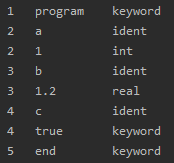 1 program keyword
2 a ident
2 1 int
3 b ident
3 1.2 real
4 c ident
4 true keyword
5 end keyword